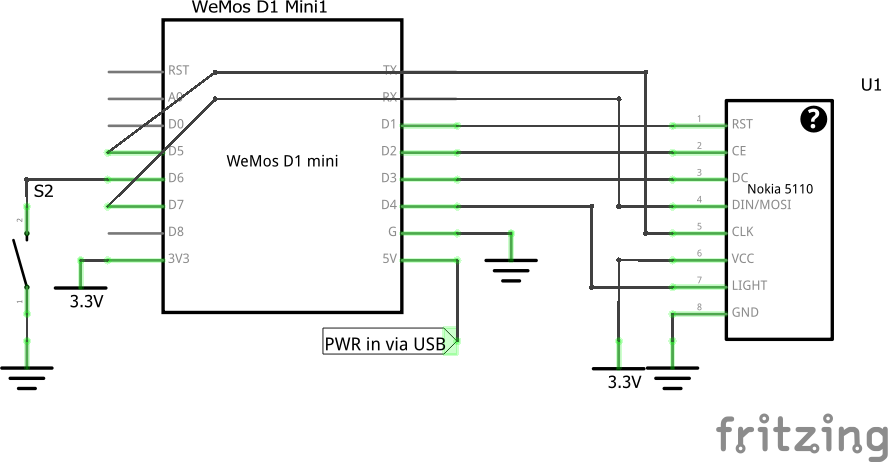 WeMos D1 Mini1
U1
RST
TX
A0
RX
D0
D1
1
RST
D5
D2
2
CE
WeMos D1 mini
D6
D3
3
DC
S2
Nokia 5110
D7
D4
4
DIN/MOSI
2
D8
G
5
CLK
3V3
5V
6
VCC
7
LIGHT
1
3.3V
8
GND
PWR in via USB
3.3V
fritzing